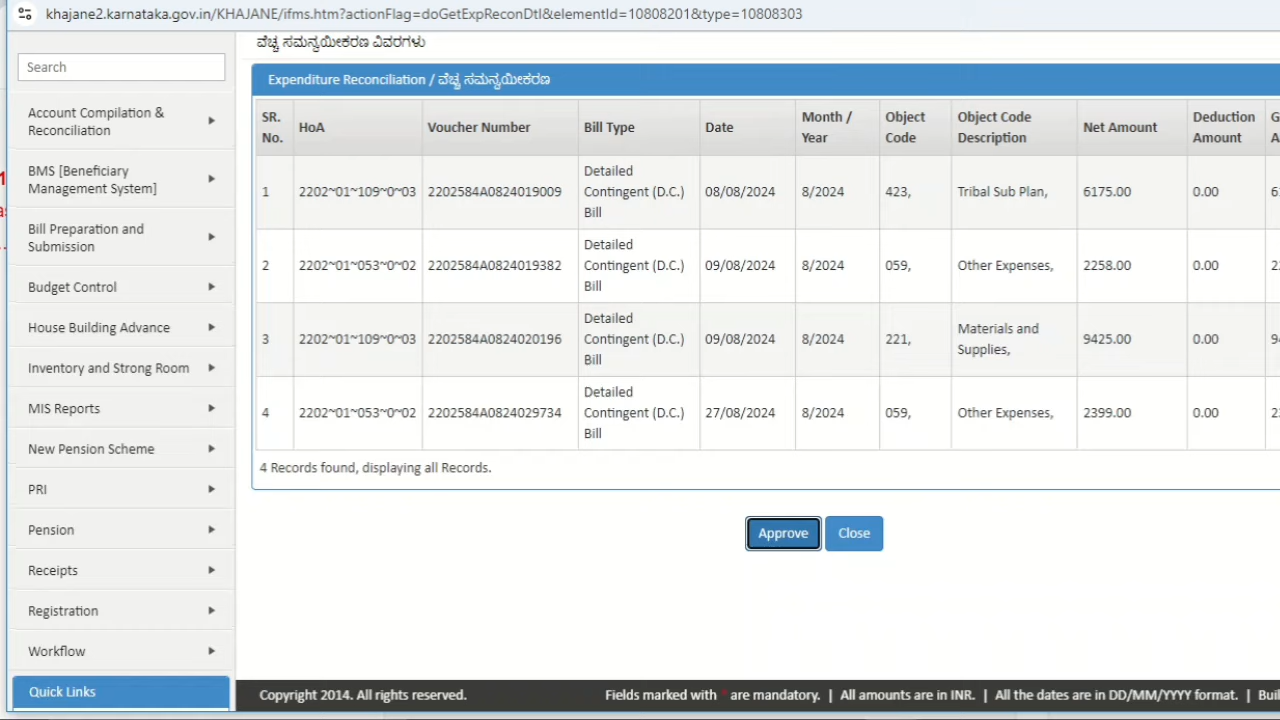 khajane2.karnataka.gov.in/KHAJANE/ifms.htm?actionFlag=doGetExpReconDtl&elementId=10808201&type=10808303
ವೆಚ್ಚ ಸಮನ್ವಯೀಕರಣ ವಿವರಗಳು
Search
Account Compilation &
Reconciliation
BMS [Beneficiary
Management System]
Bill Preparation and
Submission
Budget Control
House Building Advance
Inventory and Strong Room
MIS Reports
New Pension Scheme
PRI
Pension
Receipts
Registration
Workflow
Quick Links
Expenditure Reconciliation / ವೆಚ್ಚ ಸಮನ್ವಯೀಕರಣ
SR. No. HoA Voucher Number Bill Type Date Month / Year Object Code Object Code Description Net Amount Deduction Amount
1 2202~01~109~0~03 2202584A0824019009 Detailed Contingent (D.C.) Bill 08/08/2024 8/2024 423, Tribal Sub Plan, 6175.00 0.00
2 2202~01~053~0~02 2202584A0824019382 Detailed Contingent (D.C.) Bill 09/08/2024 8/2024 059, Other Expenses, 2258.00 0.00
3 2202~01~109~0~03 2202584A0824020196 Detailed Contingent (D.C.) Bill 09/08/2024 8/2024 221, Materials and Supplies, 9425.00 0.00
4 2202~01~053~0~02 2202584A0824029734 Detailed Contingent (D.C.) Bill 27/08/2024 8/2024 059, Other Expenses, 2399.00 0.00
4 Records found, displaying all Records.
Approve Close
Copyright 2014. All rights reserved. Fields marked with * are mandatory. | All amounts are in INR. | All the dates are in DD/MM/YYYY format. |